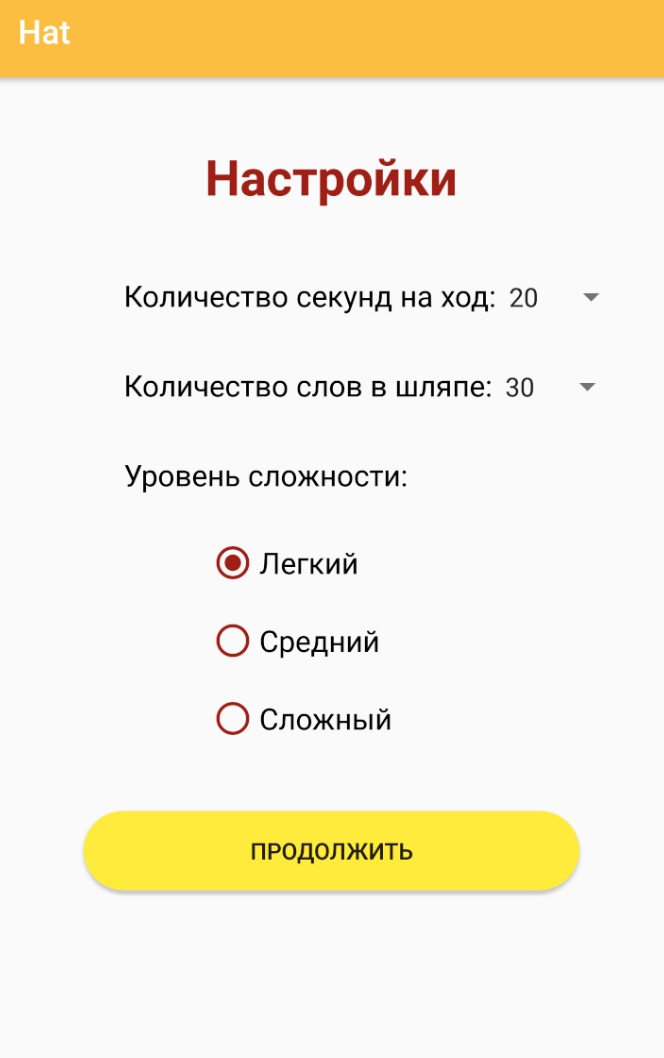 Hat
Настройки
Количество секунд на ход: 20
Количество слов в шляпе: 30
Уровень сложности:
Легкий
Средний
Сложный
ПРОДОЛЖИТЬ